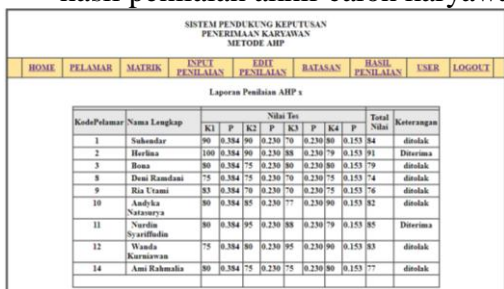 hasil penilaian akhir calon karyawa
SISTEM PENDUKUNG KEPUTUSAN
PENERIMAAN KARYAWAN
METODE AHP
HOME PELAMAR MATRIK INPUT PENILAIAN EDIT PENILAIAN BATASAN HASIL PENILAIAN USER LOGOUT
Laporan Penilaian AHP x
KodePelamar Nama Lengkap Nilai Tes Total Nilai Keterangan
K1 P K2 P K3 P K4 P
1 Suhendar 90 0.384 90 0.230 70 0.230 80 0.153 84 ditolak
2 Herlina 100 0.384 90 0.230 88 0.230 79 0.153 91 Diterima
3 Bona 80 0.384 75 0.230 80 0.230 80 0.153 79 ditolak
8 Deni Ramdani 75 0.384 75 0.230 70 0.230 75 0.153 74 ditolak
9 Ria Utami 83 0.384 70 0.230 70 0.230 75 0.153 76 ditolak
10 Andyka Natasurya 80 0.384 85 0.230 77 0.230 90 0.153 82 ditolak
11 Nurdin Syariffudin 80 0.384 95 0.230 88 0.230 79 0.153 85 Diterima
12 Wanda Kurniawan 75 0.384 80 0.230 95 0.230 90 0.153 83 ditolak
14 Ami Rahmalia 80 0.384 75 0.230 75 0.230 80 0.153 77 ditolak